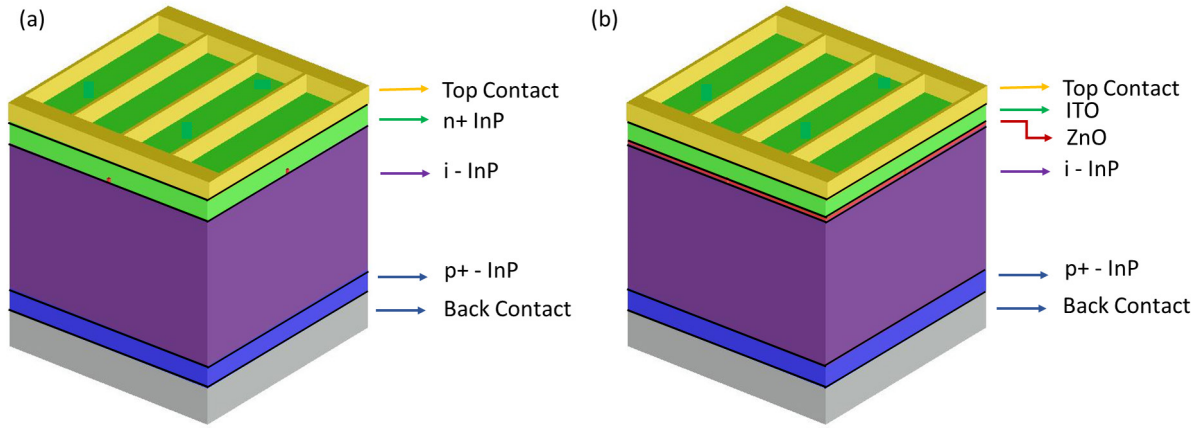 (a)
Top Contact
n+ InP
i - InP
p+ - InP
Back Contact
(b)
Top Contact
ITO
ZnO
i - InP
p+ - InP
Back Contact